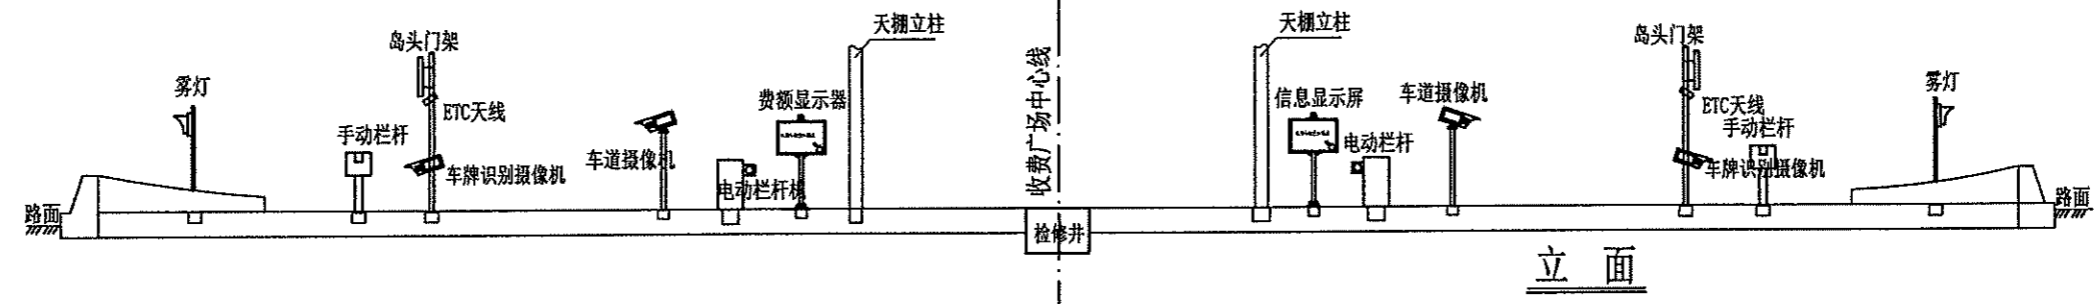 雾灯
岛头门架
ETC天线
手动栏杆
车牌识别摄像机
车道摄像机
电动栏杆机
费额显示器
天棚立柱
收费广场中心线
检修井
天棚立柱
信息显示屏
电动栏杆
车道摄像机
岛头门架
ETC天线
手动栏杆
车牌识别摄像机
雾灯
路面
路面
立 面